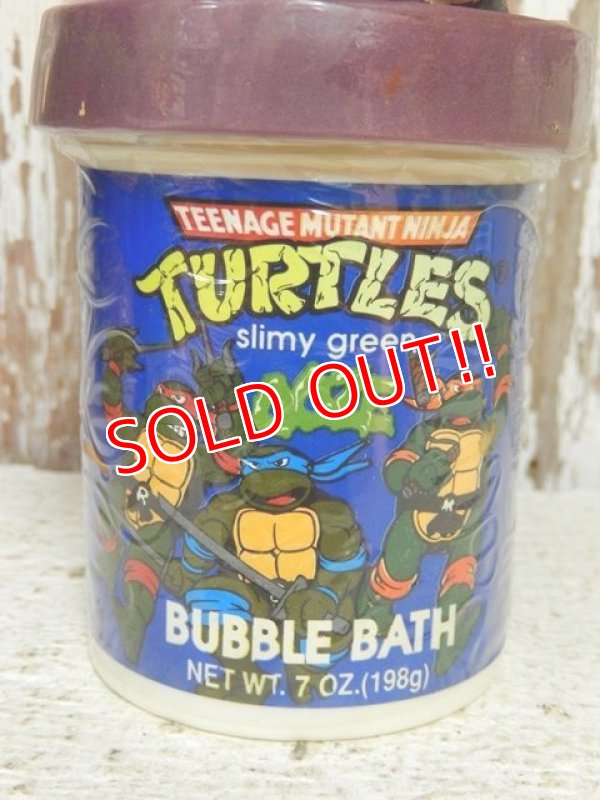 TEENAGE MUTANT NINJA
TURTLES
slimy green
SOLD OUT!!
BUBBLE BATH
NET WT. 7 OZ.(198g)
R
M